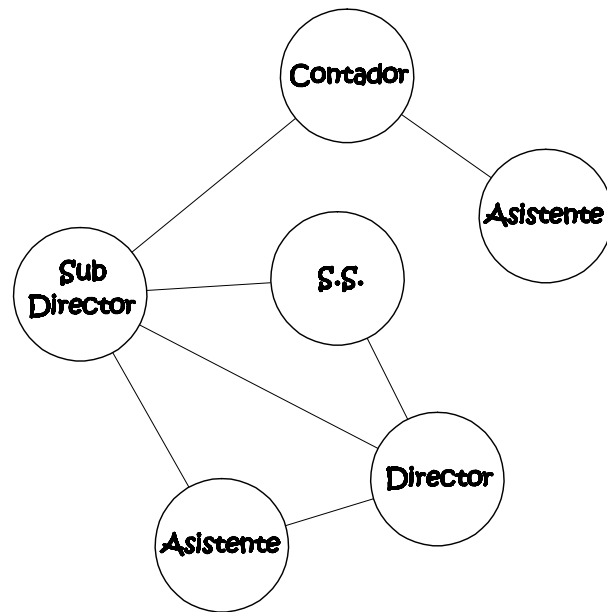 Contador
Asistente
Sub
Director
S.S.
Director
Asistente